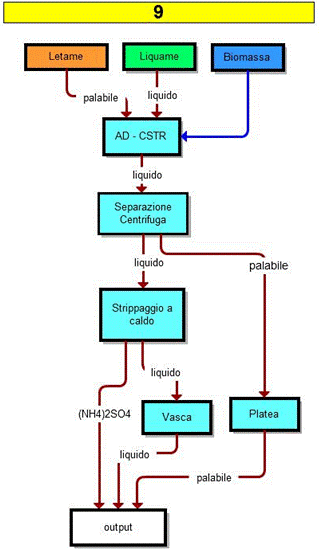 9
Letame
Liquame
Biomassa
palabile
liquido
AD - CSTR
liquido
Separazione
Centrifuga
liquido
palabile
Strippaggio a
caldo
liquido
(NH4)2SO4
Vasca
Platea
liquido
palabile
output